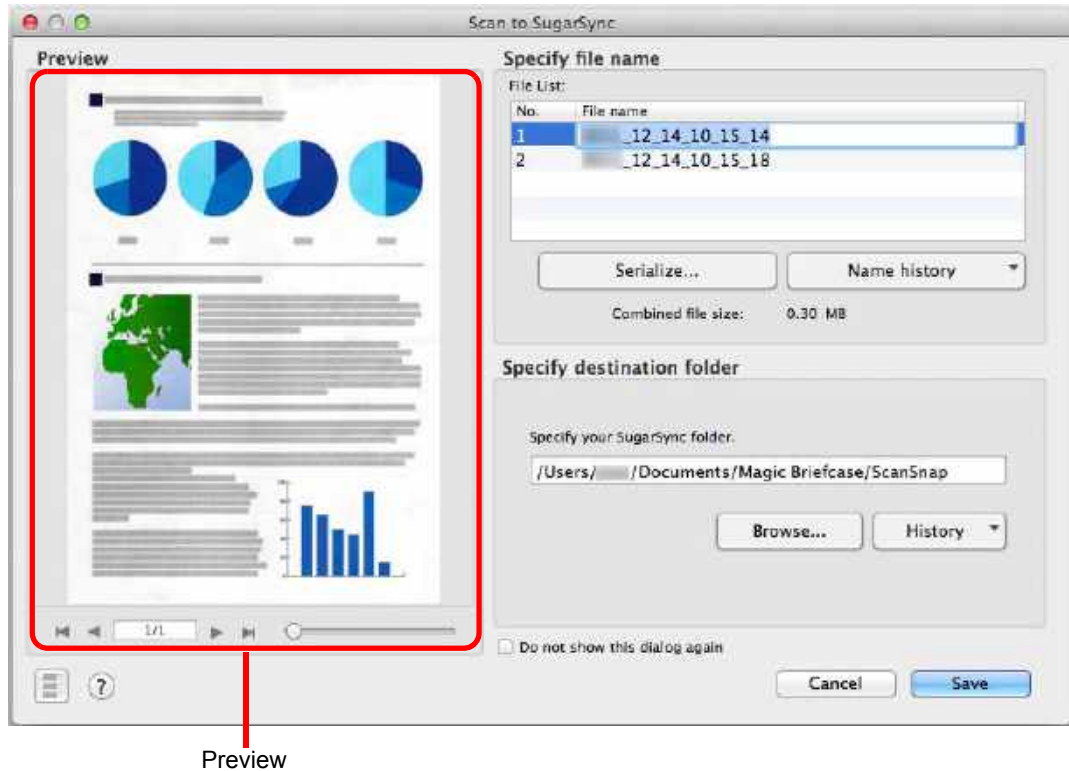 Scan to SugarSync
Preview
1/1
Specify file name
File List:
No. File name
1 _12_14_10_15_14
2 _12_14_10_15_18
Serialize... Name history
Combined file size: 0.30 MB
Specify destination folder
Specify your SugarSync folder.
/Users/ /Documents/Magic Briefcase/ScanSnap
Browse... History
Do not show this dialog again
? Cancel Save
Preview